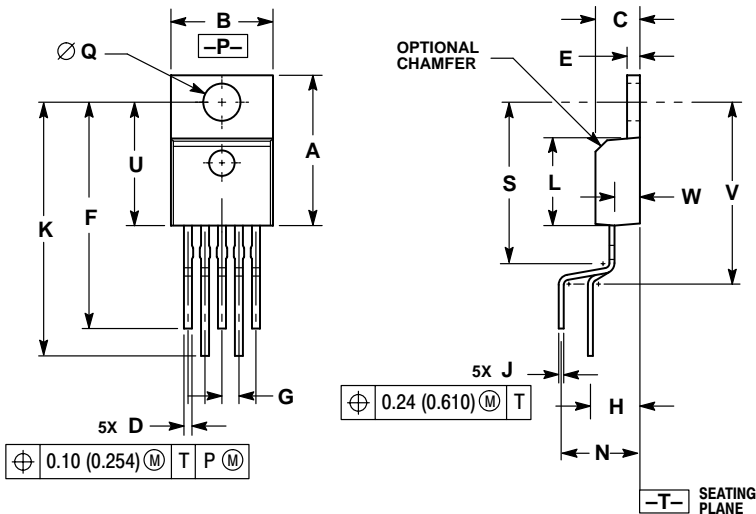 B
–P–
Ø Q
A
U
F
K
G
5X D
⌖ 0.10 (0.254) Ⓜ T P Ⓜ
C
E
OPTIONAL
CHAMFER
S
L
W
V
5X J
⌖ 0.24 (0.610) Ⓜ T
H
N
–T–
SEATING
PLANE